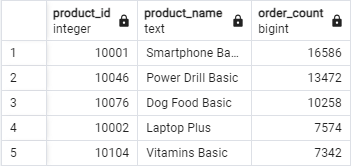 product_id product_name order_count
integer text bigint
1 10001 Smartphone Ba... 16586
2 10046 Power Drill Basic 13472
3 10076 Dog Food Basic 10258
4 10002 Laptop Plus 7574
5 10104 Vitamins Basic 7342